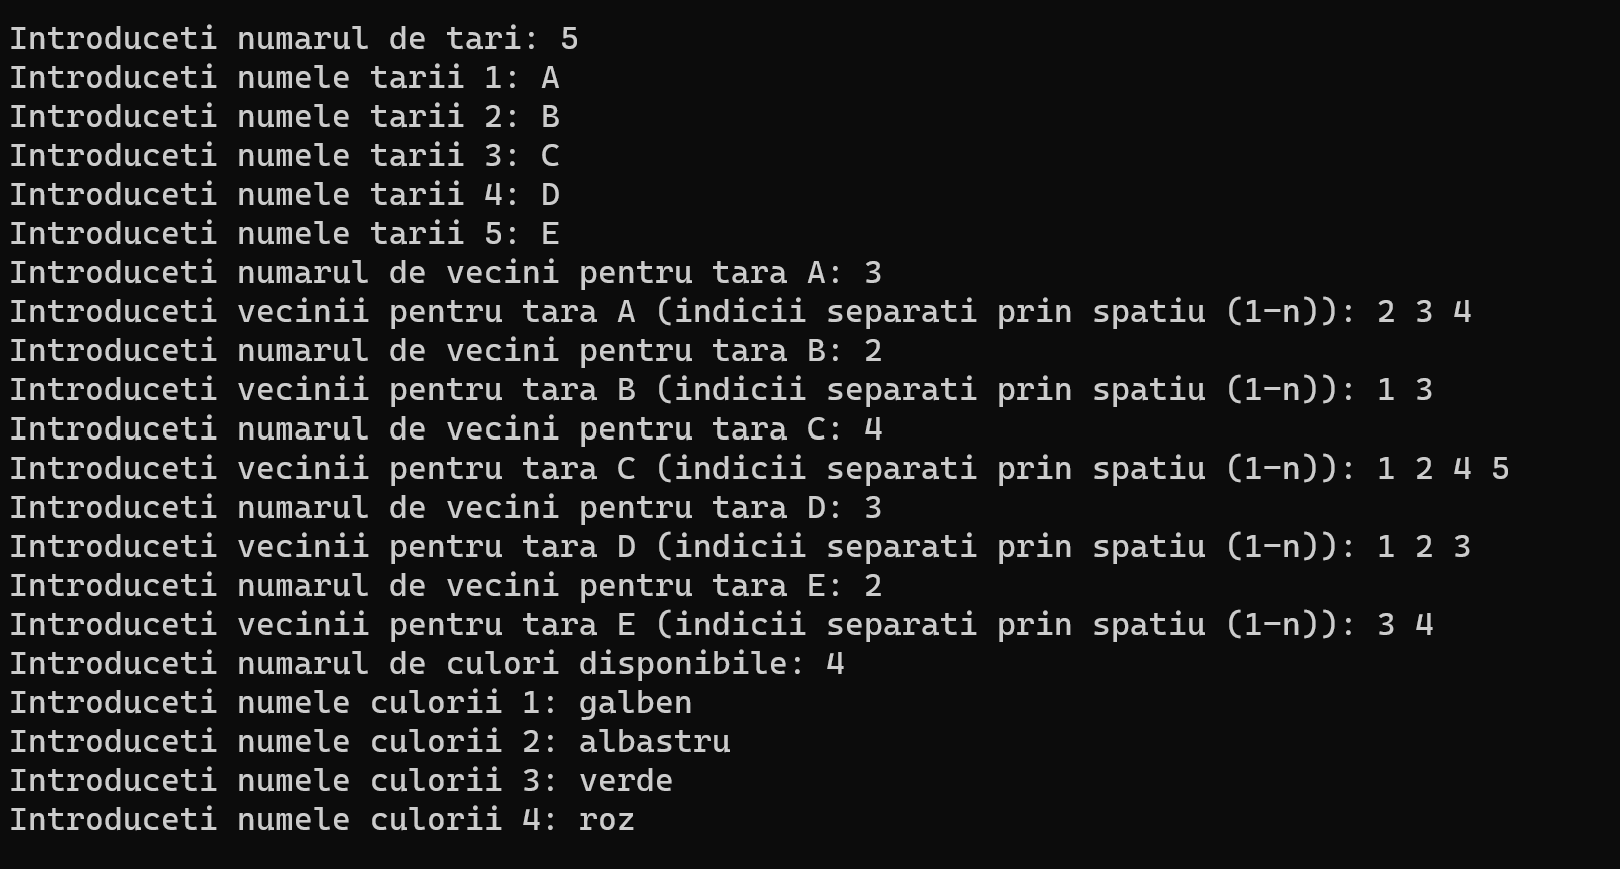 Introduceti numarul de tari: 5
Introduceti numele tarii 1: A
Introduceti numele tarii 2: B
Introduceti numele tarii 3: C
Introduceti numele tarii 4: D
Introduceti numele tarii 5: E
Introduceti numarul de vecini pentru tara A: 3
Introduceti vecinii pentru tara A (indicii separati prin spatiu (1-n)): 2 3 4
Introduceti numarul de vecini pentru tara B: 2
Introduceti vecinii pentru tara B (indicii separati prin spatiu (1-n)): 1 3
Introduceti numarul de vecini pentru tara C: 4
Introduceti vecinii pentru tara C (indicii separati prin spatiu (1-n)): 1 2 4 5
Introduceti numarul de vecini pentru tara D: 3
Introduceti vecinii pentru tara D (indicii separati prin spatiu (1-n)): 1 2 3
Introduceti numarul de vecini pentru tara E: 2
Introduceti vecinii pentru tara E (indicii separati prin spatiu (1-n)): 3 4
Introduceti numarul de culori disponibile: 4
Introduceti numele culorii 1: galben
Introduceti numele culorii 2: albastru
Introduceti numele culorii 3: verde
Introduceti numele culorii 4: roz